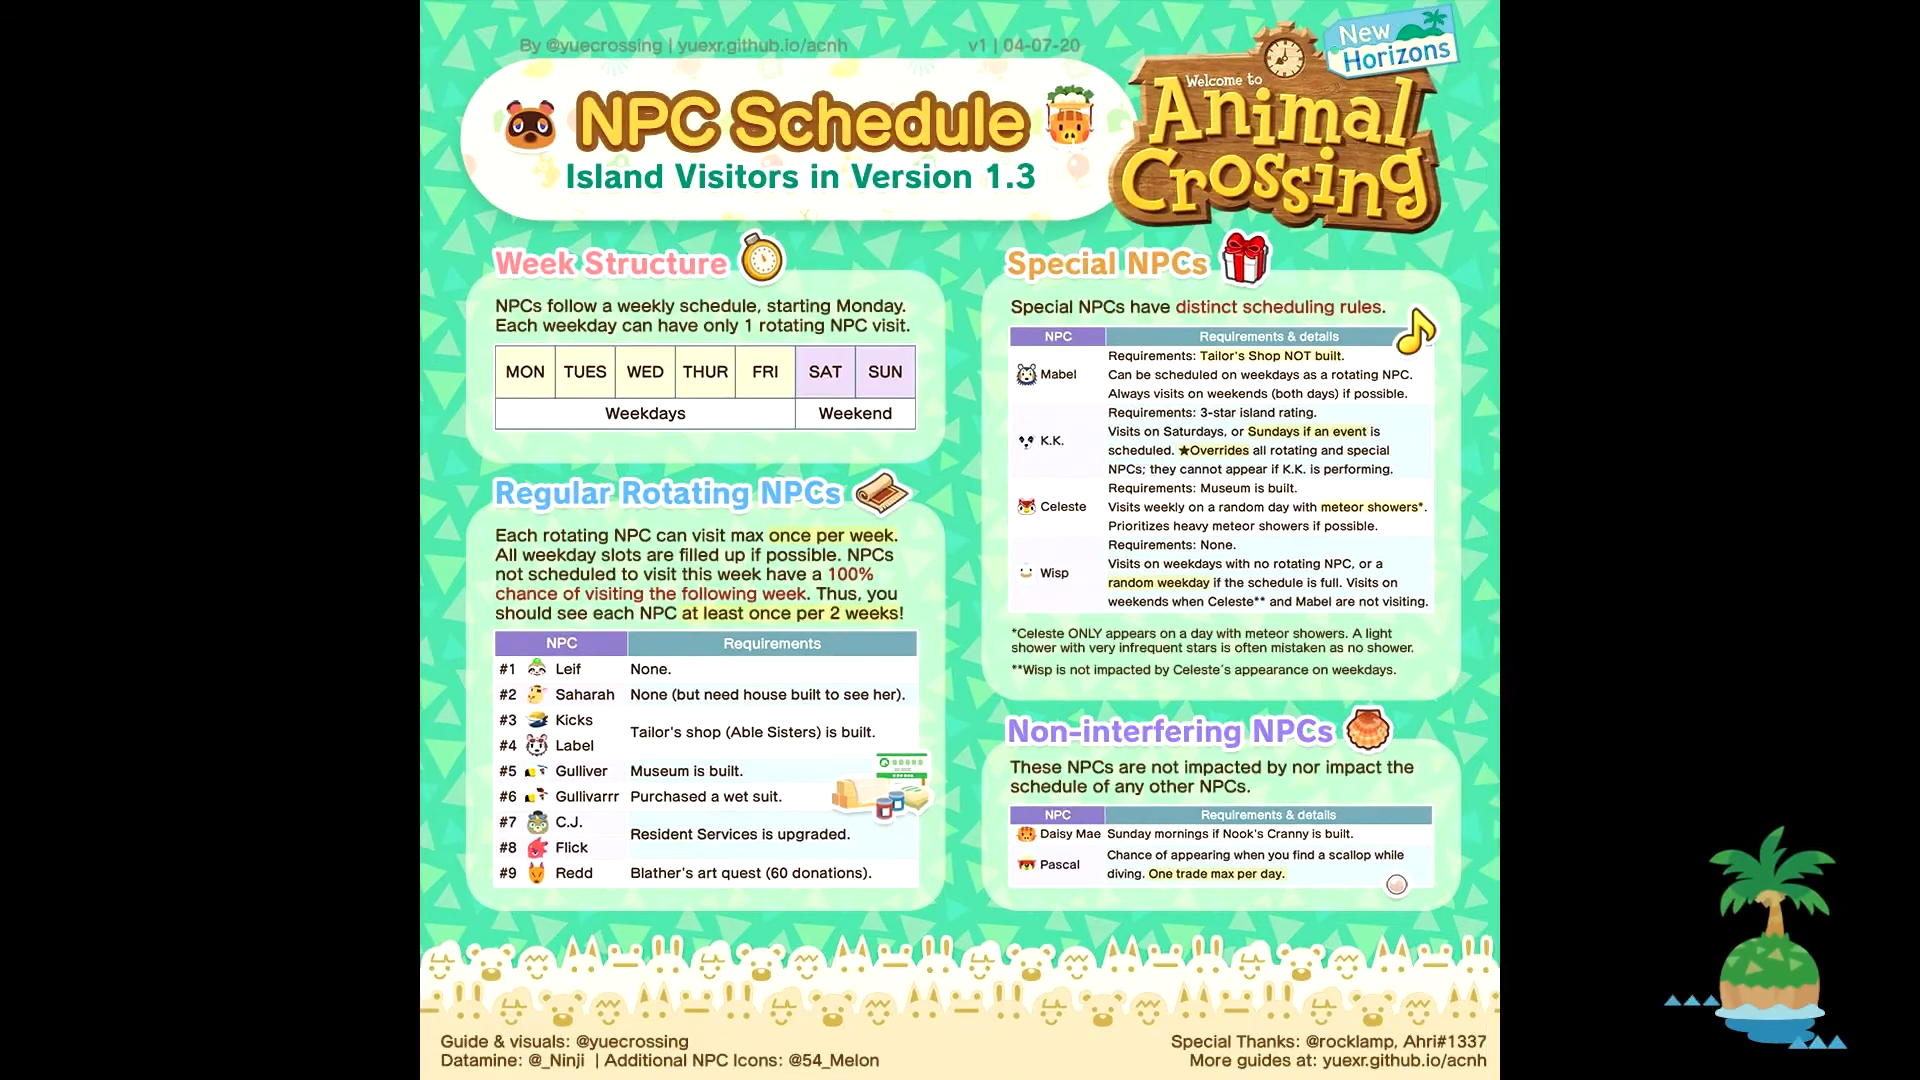 By @yuecrossing | yuexr.github.io/acnh
v1 | 04-07-20
NPC Schedule
Island Visitors in Version 1.3
New
Horizons
Welcome to
Animal
Crossing
Week Structure
NPCs follow a weekly schedule, starting Monday.
Each weekday can have only 1 rotating NPC visit.
MON TUES WED THUR FRI SAT SUN
Weekdays Weekend
Regular Rotating NPCs
Each rotating NPC can visit max once per week.
All weekday slots are filled up if possible. NPCs
not scheduled to visit this week have a 100%
chance of visiting the following week. Thus, you
should see each NPC at least once per 2 weeks!
NPC Requirements
#1 Leif None.
#2 Saharah None (but need house built to see her).
#3 Kicks
Tailor's shop (Able Sisters) is built.
#4 Label
#5 Gulliver Museum is built.
#6 Gullivarrr Purchased a wet suit.
#7 C.J.
Resident Services is upgraded.
#8 Flick
#9 Redd Blather's art quest (60 donations).
Special NPCs
Special NPCs have distinct scheduling rules.
NPC Requirements & details
Mabel
Requirements: Tailor's Shop NOT built.
Can be scheduled on weekdays as a rotating NPC.
Always visits on weekends (both days) if possible.
K.K.
Requirements: 3-star island rating.
Visits on Saturdays, or Sundays if an event is
scheduled. ★Overrides all rotating and special
NPCs; they cannot appear if K.K. is performing.
Celeste
Requirements: Museum is built.
Visits weekly on a random day with meteor showers*.
Prioritizes heavy meteor showers if possible.
Wisp
Requirements: None.
Visits on weekdays with no rotating NPC, or a
random weekday if the schedule is full. Visits on
weekends when Celeste** and Mabel are not visiting.
*Celeste ONLY appears on a day with meteor showers. A light
shower with very infrequent stars is often mistaken as no shower.
**Wisp is not impacted by Celeste's appearance on weekdays.
Non-interfering NPCs
These NPCs are not impacted by nor impact the
schedule of any other NPCs.
NPC Requirements & details
Daisy Mae Sunday mornings if Nook's Cranny is built.
Pascal
Chance of appearing when you find a scallop while
diving. One trade max per day.
Guide & visuals: @yuecrossing
Datamine: @_Ninji | Additional NPC Icons: @54_Melon
Special Thanks: @rocklamp, Ahri#1337
More guides at: yuexr.github.io/acnh